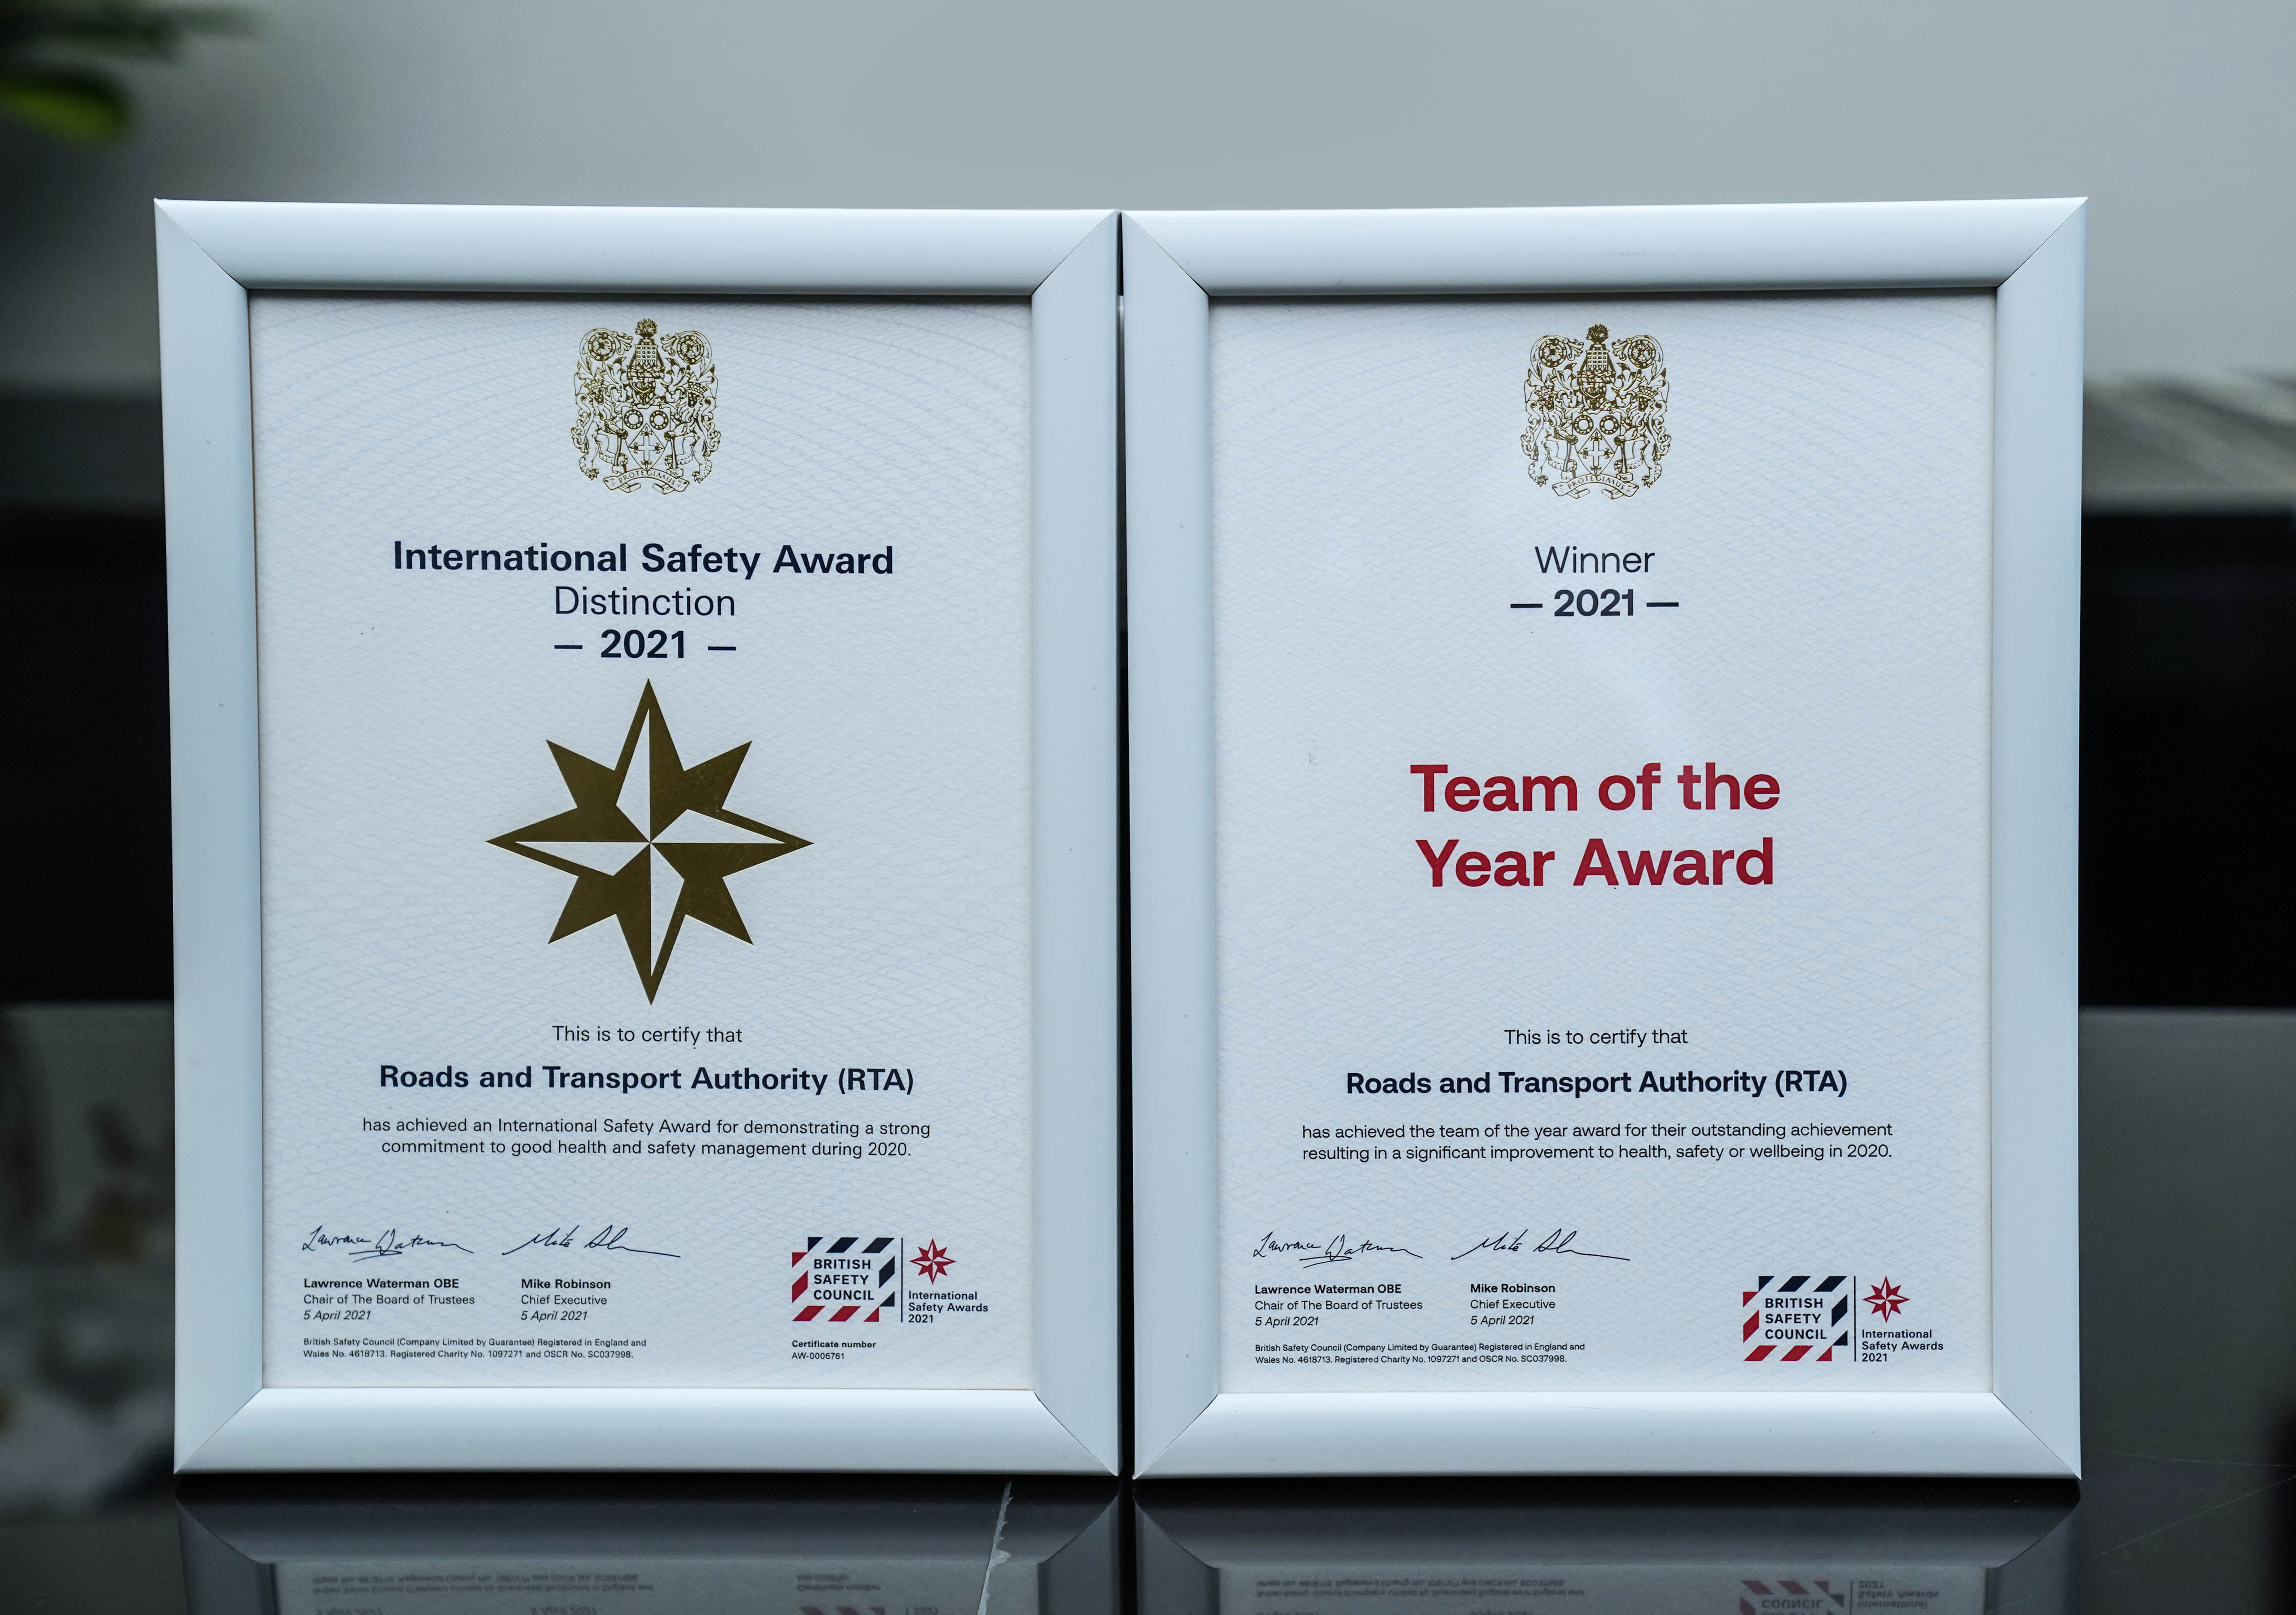 PROTEGIMUS
International Safety Award
Distinction
— 2021 —
This is to certify that
Roads and Transport Authority (RTA)
has achieved an International Safety Award for demonstrating a strong
commitment to good health and safety management during 2020.
Lawrence Waterman
Lawrence Waterman OBE
Chair of The Board of Trustees
5 April 2021
Mike Robinson
Chief Executive
5 April 2021
British Safety Council (Company Limited by Guarantee) Registered in England and
Wales No. 4618713. Registered Charity No. 1097271 and OSCR No. SC037998.
BRITISH
SAFETY
COUNCIL
International
Safety Awards
2021
Certificate number
AW-0006761
PROTEGIMUS
Winner
— 2021 —
Team of the
Year Award
This is to certify that
Roads and Transport Authority (RTA)
has achieved the team of the year award for their outstanding achievement
resulting in a significant improvement to health, safety or wellbeing in 2020.
Lawrence Waterman
Lawrence Waterman OBE
Chair of The Board of Trustees
5 April 2021
Mike Robinson
Chief Executive
5 April 2021
British Safety Council (Company Limited by Guarantee) Registered in England and
Wales No. 4618713. Registered Charity No. 1097271 and OSCR No. SC037998.
BRITISH
SAFETY
COUNCIL
International
Safety Awards
2021